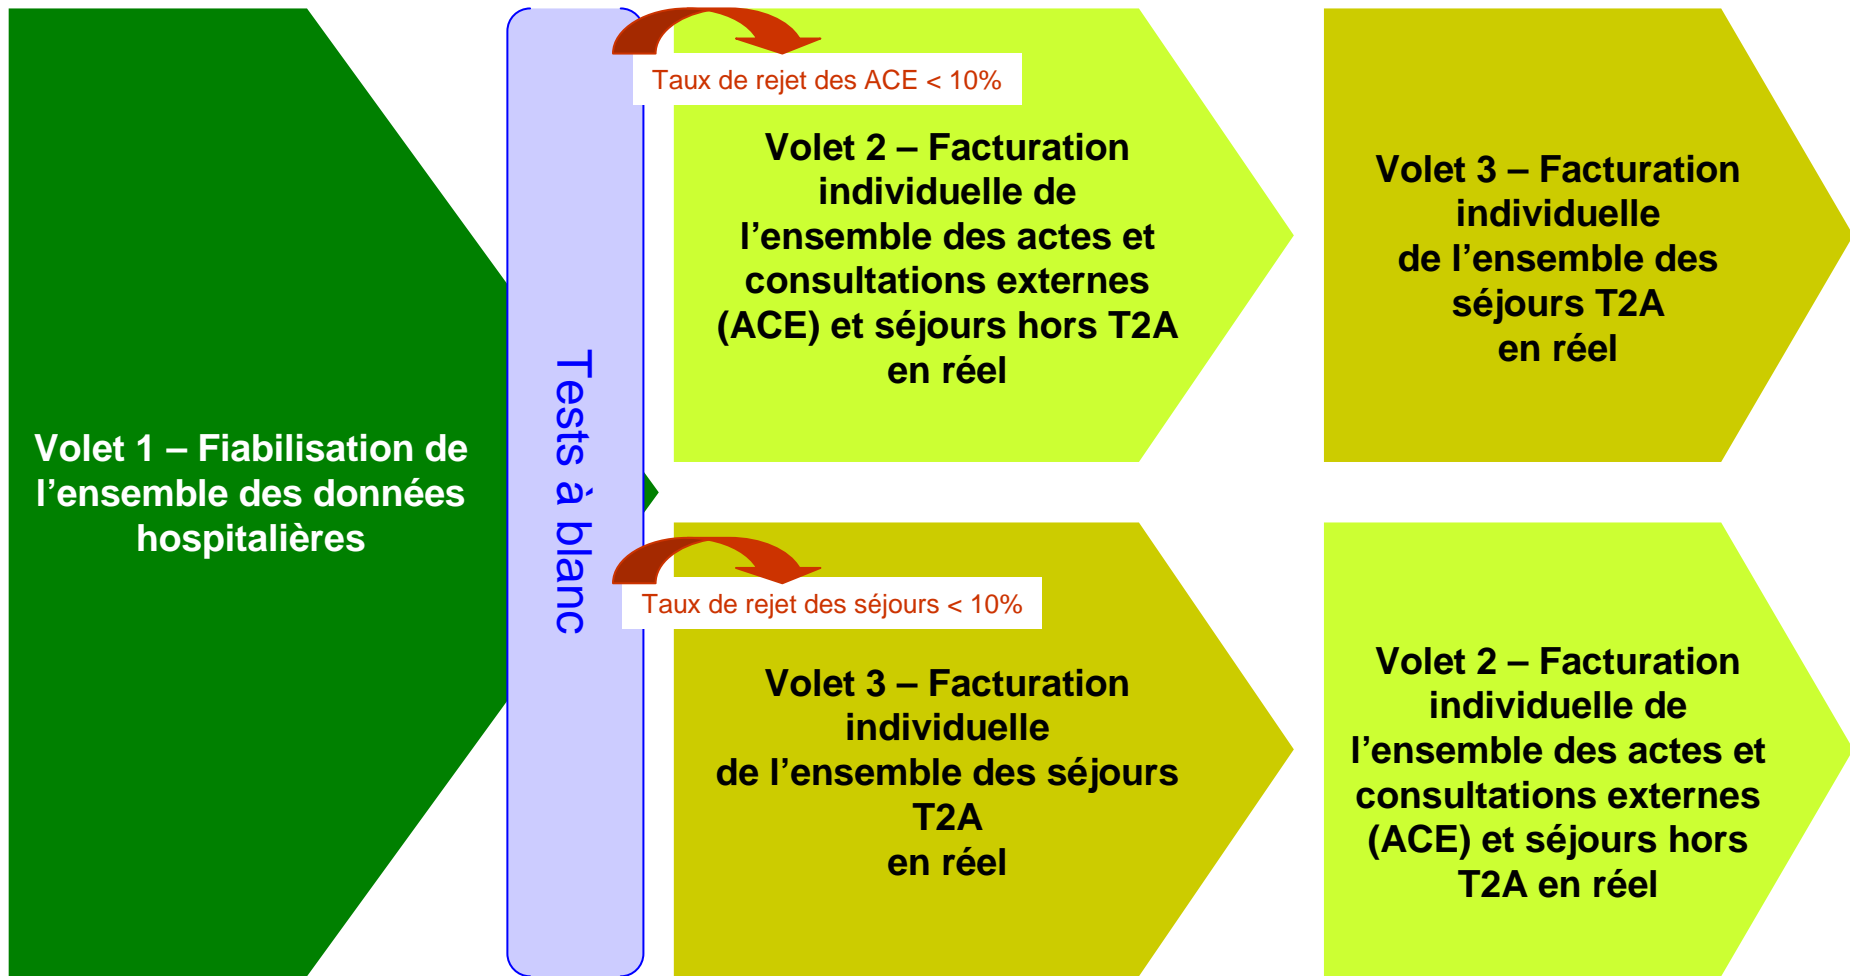 Volet 1 – Fiabilisation de
l’ensemble des données
hospitalières
Tests à blanc
Taux de rejet des ACE < 10%
Volet 2 – Facturation
individuelle de
l’ensemble des actes et
consultations externes
(ACE) et séjours hors T2A
en réel
Volet 3 – Facturation
individuelle
de l’ensemble des
séjours T2A
en réel
Taux de rejet des séjours < 10%
Volet 3 – Facturation
individuelle
de l’ensemble des séjours
T2A
en réel
Volet 2 – Facturation
individuelle de
l’ensemble des actes et
consultations externes
(ACE) et séjours hors
T2A en réel